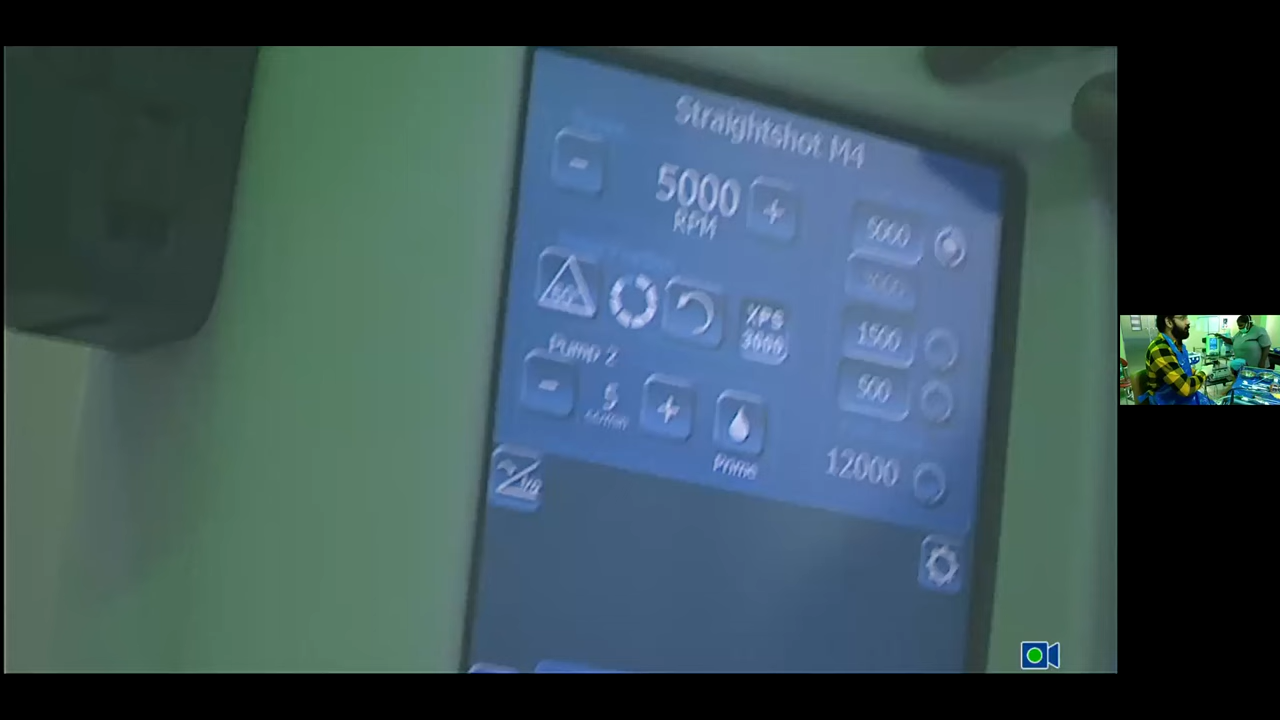 Straightshot M4
-
5000
+
RPM
5000
XPS
3000
1500
Pump 2
-
5
+
500
Prime
12000